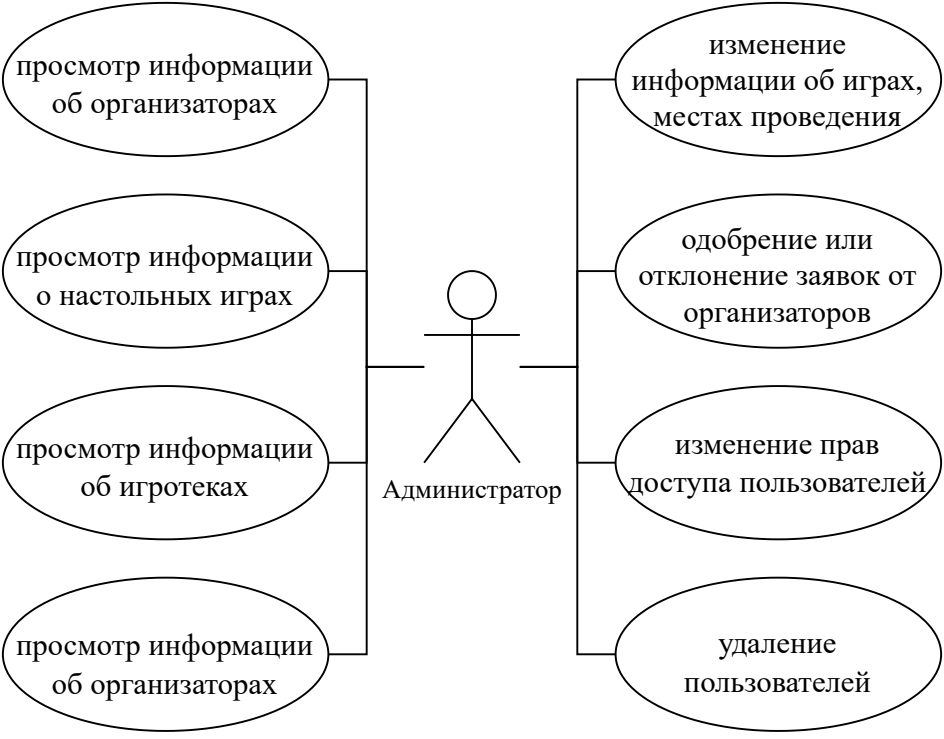 просмотр информации
об организаторах
просмотр информации
о настольных играх
просмотр информации
об игротеках
просмотр информации
об организаторах
Администратор
изменение
информации об играх,
местах проведения
одобрение или
отклонение заявок от
организаторов
изменение прав
доступа пользователей
удаление
пользователей